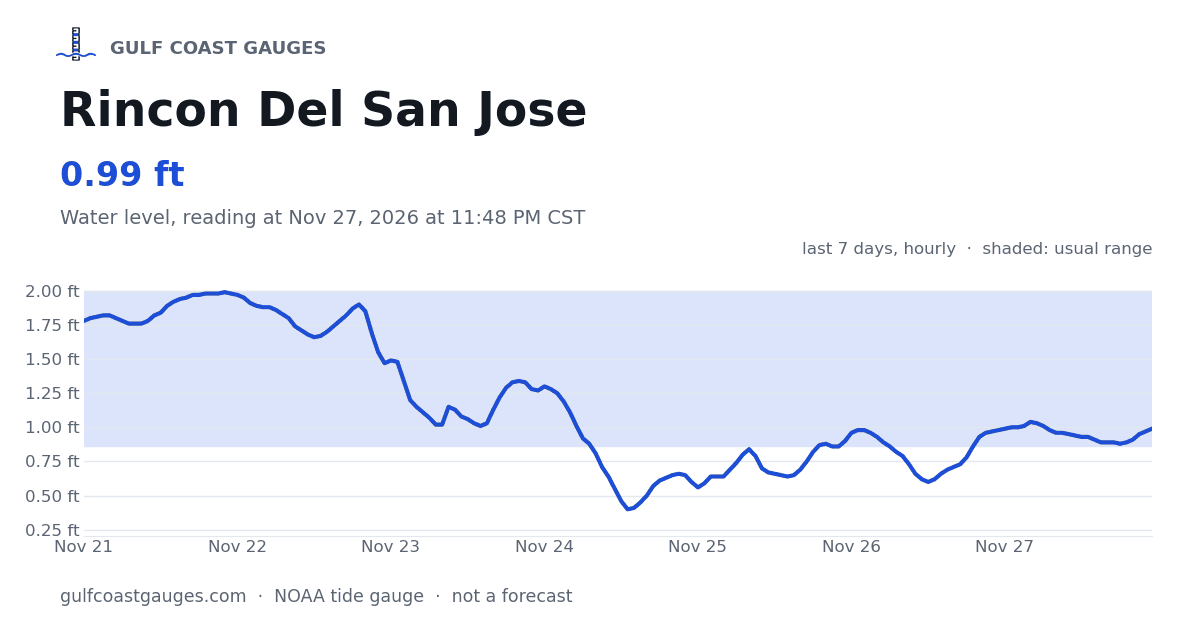 GULF COAST GAUGES
Rincon Del San Jose
0.99 ft
Water level, reading at Nov 27, 2026 at 11:48 PM CST
last 7 days, hourly · shaded: usual range
2.00 ft
1.75 ft
1.50 ft
1.25 ft
1.00 ft
0.75 ft
0.50 ft
0.25 ft
Nov 21 Nov 22 Nov 23 Nov 24 Nov 25 Nov 26 Nov 27
gulfcoastgauges.com · NOAA tide gauge · not a forecast